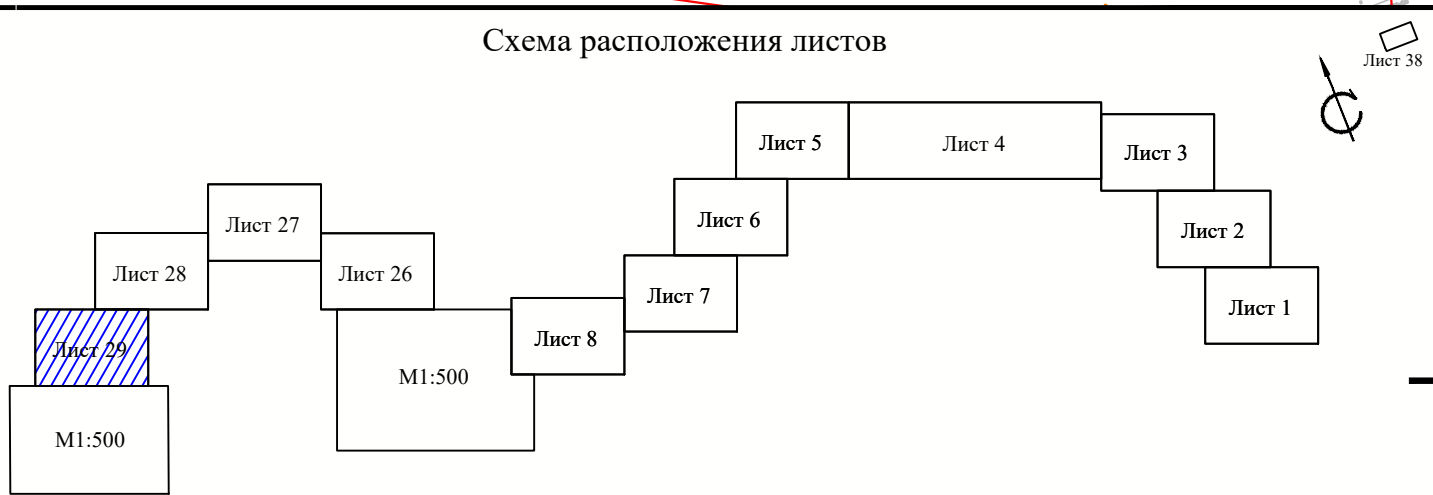 Схема расположения листов
Лист 38
Лист 5
Лист 4
Лист 3
Лист 27
Лист 6
Лист 2
Лист 28
Лист 26
Лист 7
Лист 1
Лист 29
Лист 8
М1:500
М1:500